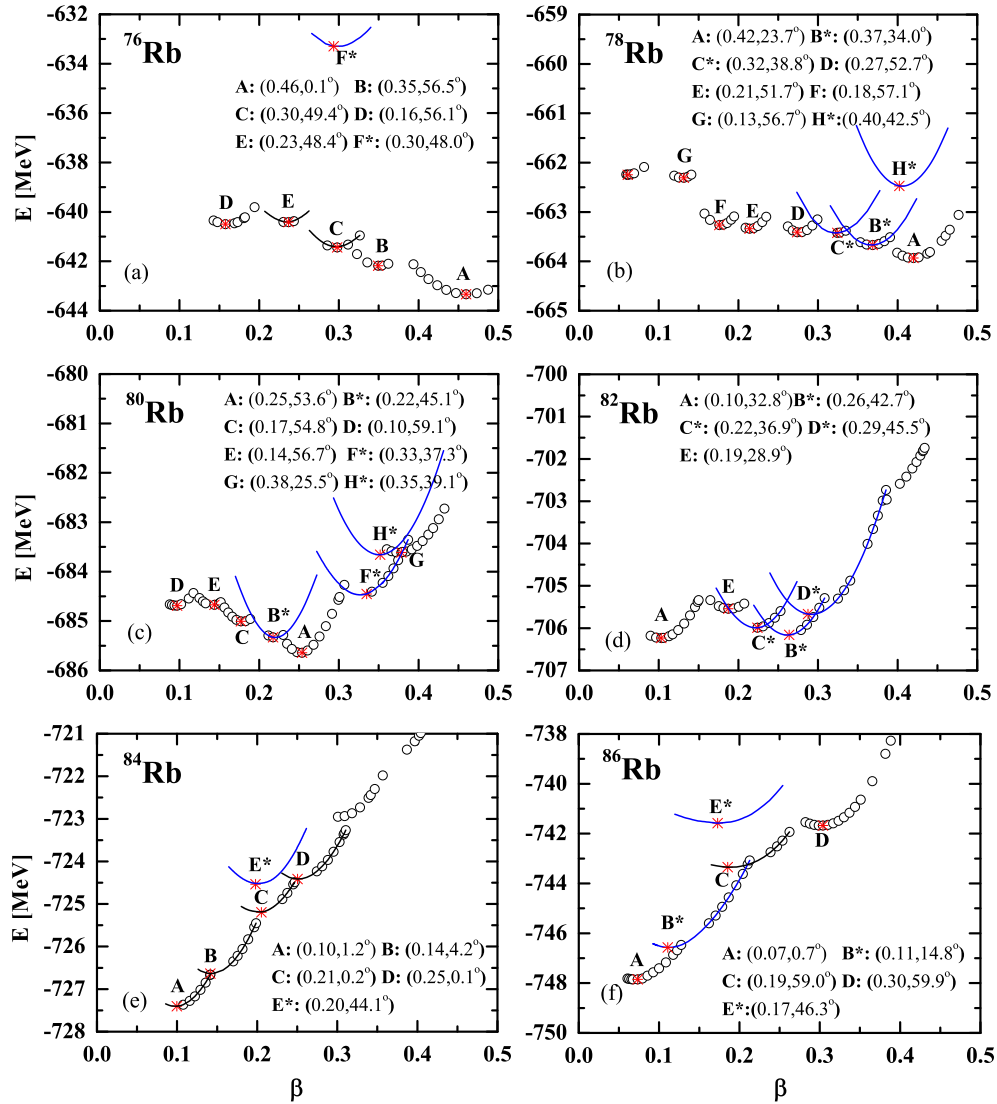 -632
-634
-636
-638
-640
-642
-644
E [MeV]
⁷⁶Rb
F*
A: (0.46,0.1°) B: (0.35,56.5°)
C: (0.30,49.4°) D: (0.16,56.1°)
E: (0.23,48.4°) F*: (0.30,48.0°)
D E C B A
(a)
0.0 0.1 0.2 0.3 0.4 0.5
β
-659
-660
-661
-662
-663
-664
-665
E [MeV]
⁷⁸Rb
A: (0.42,23.7°) B*: (0.37,34.0°)
C*: (0.32,38.8°) D: (0.27,52.7°)
E: (0.21,51.7°) F: (0.18,57.1°)
G: (0.13,56.7°) H*:(0.40,42.5°)
G H*
F E D C* B* A
(b)
0.0 0.1 0.2 0.3 0.4 0.5
β
-680
-681
-682
-683
-684
-685
-686
E [MeV]
⁸⁰Rb
A: (0.25,53.6°) B*: (0.22,45.1°)
C: (0.17,54.8°) D: (0.10,59.1°)
E: (0.14,56.7°) F*: (0.33,37.3°)
G: (0.38,25.5°) H*: (0.35,39.1°)
H* G
D E F*
C B* A
(c)
0.0 0.1 0.2 0.3 0.4 0.5
-700
-701
-702
-703
-704
-705
-706
-707
E [MeV]
⁸²Rb
A: (0.10,32.8°)B*: (0.26,42.7°)
C*: (0.22,36.9°) D*: (0.29,45.5°)
E: (0.19,28.9°)
E D*
A C* B*
(d)
0.0 0.1 0.2 0.3 0.4 0.5
-721
-722
-723
-724
-725
-726
-727
-728
E [MeV]
⁸⁴Rb
E* D
C
B
A
A: (0.10,1.2°) B: (0.14,4.2°)
C: (0.21,0.2°) D: (0.25,0.1°)
E*: (0.20,44.1°)
(e)
0.0 0.1 0.2 0.3 0.4 0.5
β
-738
-740
-742
-744
-746
-748
-750
E [MeV]
⁸⁶Rb
E*
D
C
B*
A
A: (0.07,0.7°) B*: (0.11,14.8°)
C: (0.19,59.0°) D: (0.30,59.9°)
E*:(0.17,46.3°)
(f)
0.0 0.1 0.2 0.3 0.4 0.5
β